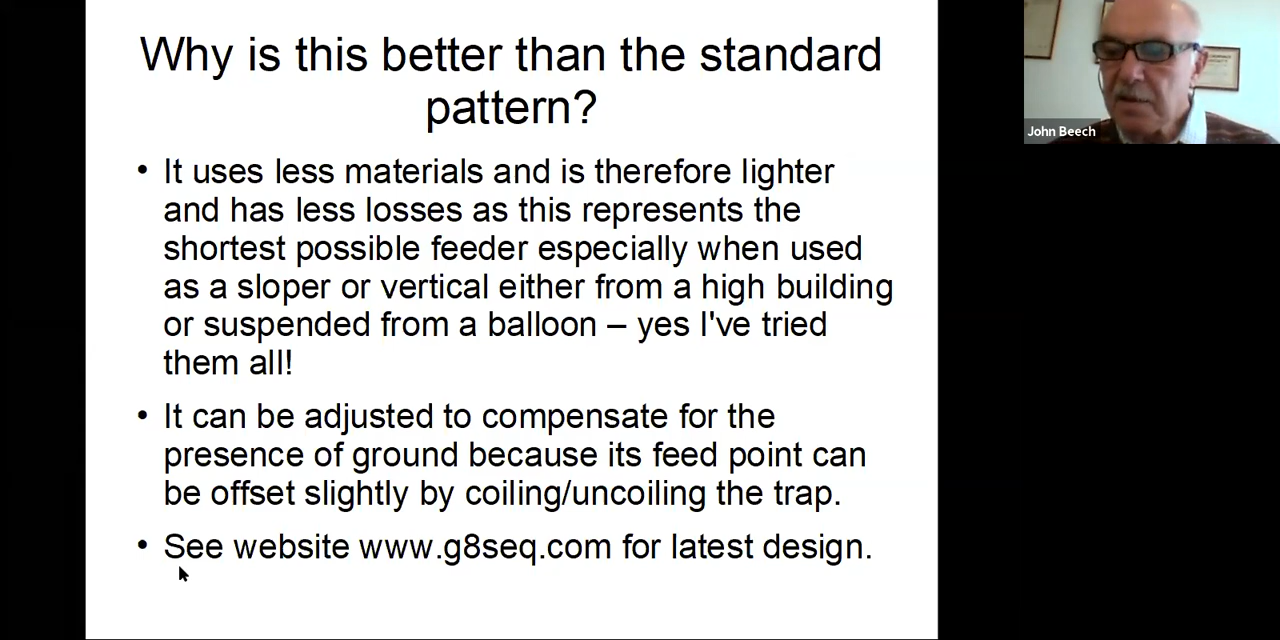 Why is this better than the standard
pattern?
• It uses less materials and is therefore lighter
and has less losses as this represents the
shortest possible feeder especially when used
as a sloper or vertical either from a high building
or suspended from a balloon – yes I've tried
them all!
• It can be adjusted to compensate for the
presence of ground because its feed point can
be offset slightly by coiling/uncoiling the trap.
• See website www.g8seq.com for latest design.
John Beech